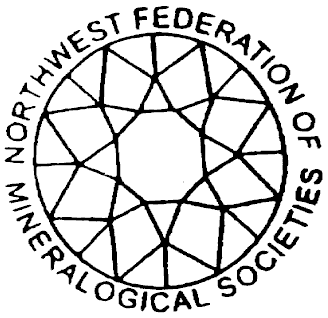 NORTHWEST FEDERATION OF
MINERALOGICAL SOCIETIES